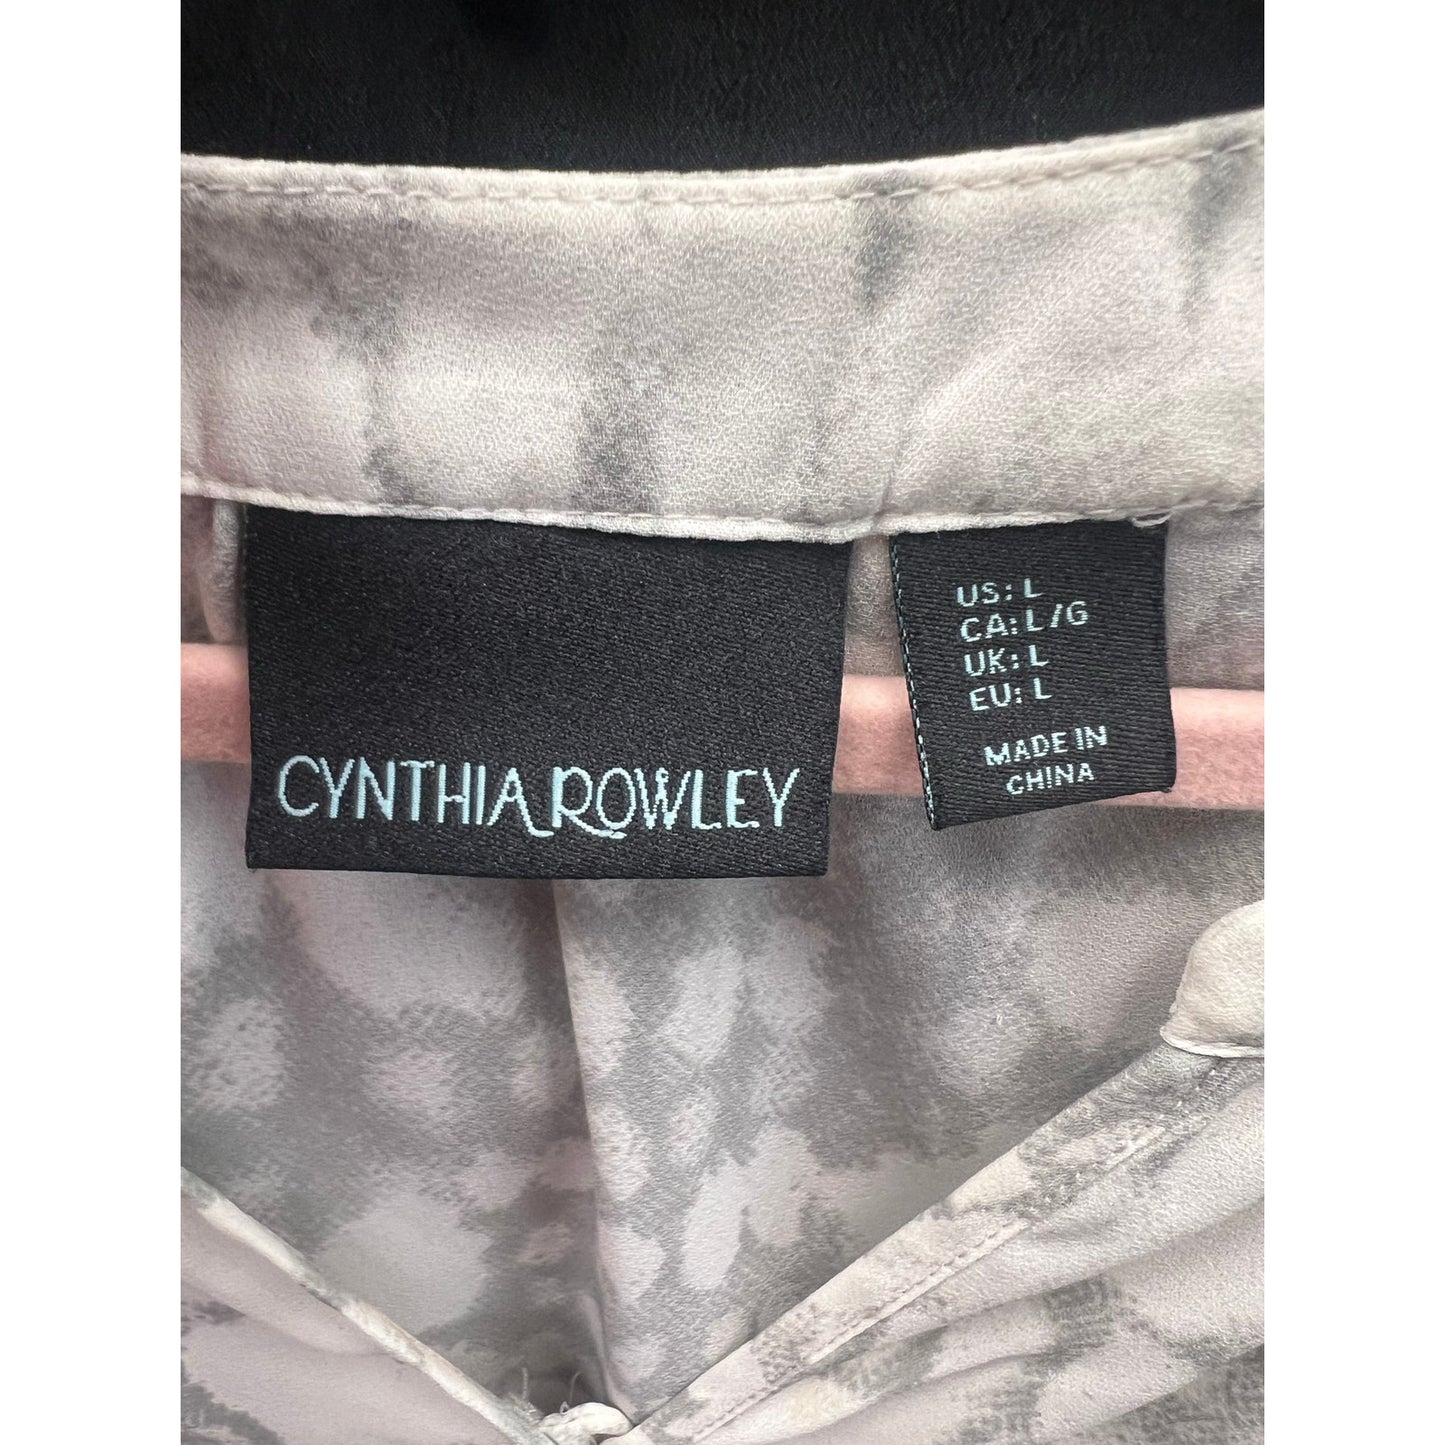 CYNTHIA ROWLEY
US: L
CA: L/G
UK: L
EU: L
MADE IN
CHINA